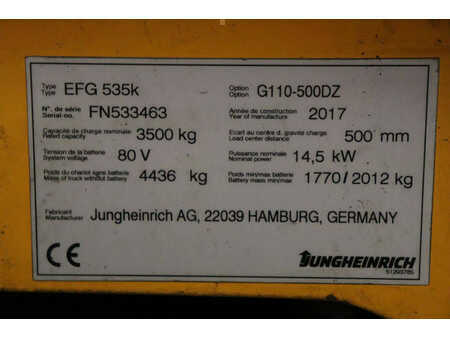 Type EFG 535k Option G110-500DZ
Type Option
N°. de série FN533463 Année de construction 2017
Serial-no. Year of manufacture
Capacité de charge nominale 3500 kg Ecart au centre d. gravité charge 500 mm
Rated capacity Load center distance
Tension de la batterie 80 V Puissance nominale 14,5 kW
System voltage Nominal power
Poids du chariot sans batterie 4436 kg Poids min/max batterie 1770/2012 kg
Mass of truck without battery Battery mass min/max
Fabricant Jungheinrich AG, 22039 HAMBURG, GERMANY
Manufacturer
CE JUNGHEINRICH
51293785